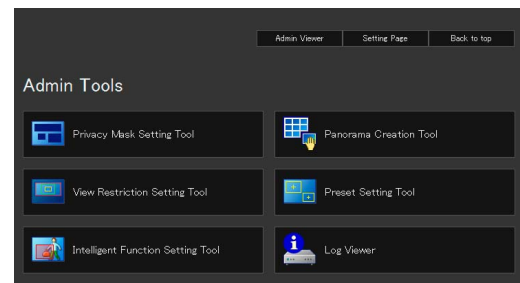 Admin Viewer
Setting Page
Back to top
Admin Tools
Privacy Mask Setting Tool
Panorama Creation Tool
View Restriction Setting Tool
Preset Setting Tool
Intelligent Function Setting Tool
Log Viewer